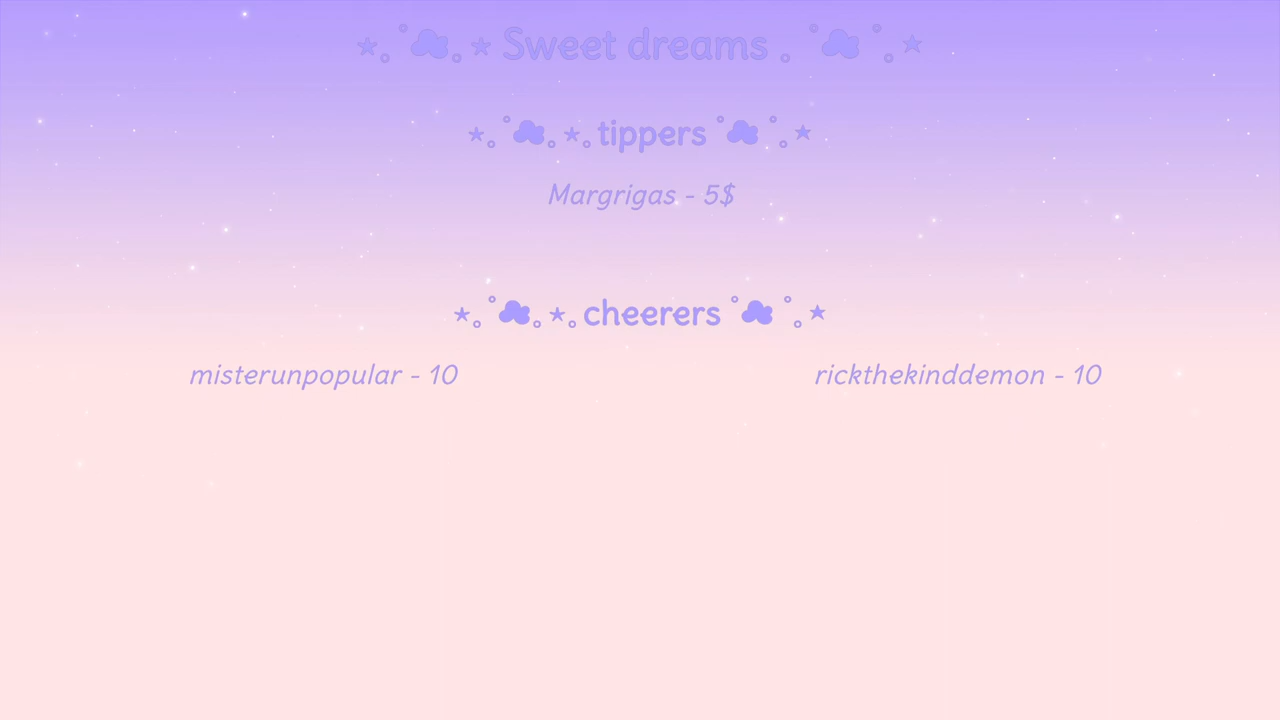 ⋆｡˚☁︎｡⋆ Sweet dreams ｡˚☁︎˚｡⋆
⋆｡˚☁︎｡⋆｡tippers ˚☁︎˚｡⋆
Margrigas - 5$
⋆｡˚☁︎｡⋆｡cheerers ˚☁︎˚｡⋆
misterunpopular - 10
rickthekinddemon - 10